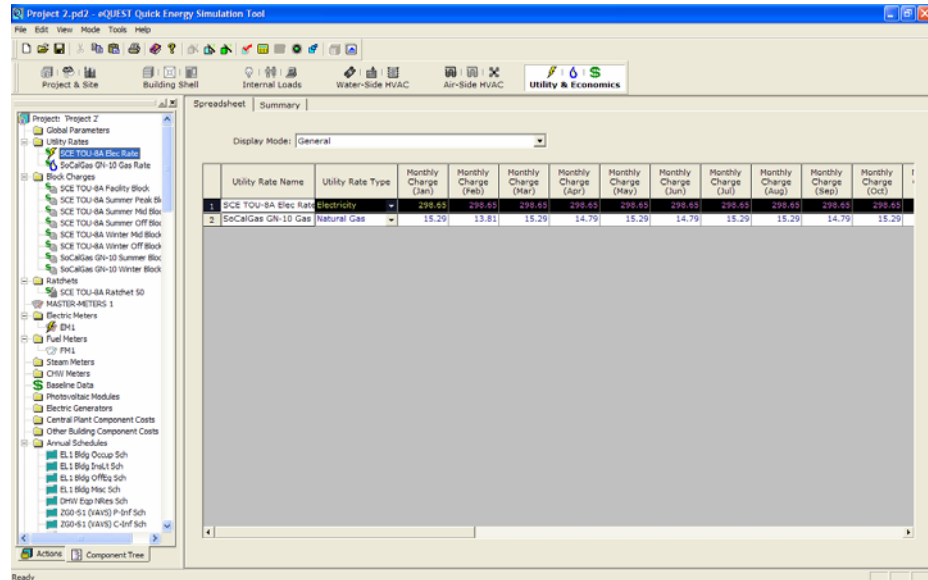 Project 2.pd2 - eQUEST Quick Energy Simulation Tool
File Edit View Mode Tools Help
Project & Site Building Shell Internal Loads Water-Side HVAC Air-Side HVAC Utility & Economics
Spreadsheet Summary
Project: 'Project 2'
Global Parameters
Utility Rates
SCE TOU-8A Elec Rate
SoCalGas GN-10 Gas Rate
Block Charges
SCE TOU-8A Facility Block
SCE TOU-8A Summer Peak Bl
SCE TOU-8A Summer Mid Bloc
SCE TOU-8A Summer Off Bloc
SCE TOU-8A Winter Mid Block
SCE TOU-8A Winter Off Block
SoCalGas GN-10 Summer Bloc
SoCalGas GN-10 Winter Block
Ratchets
SCE TOU-8A Ratchet 50
MASTER-METERS 1
Electric Meters
EM1
Fuel Meters
FM1
Steam Meters
CHW Meters
Baseline Data
Photovoltaic Modules
Electric Generators
Central Plant Component Costs
Other Building Component Costs
Annual Schedules
EL1 Bldg Occup Sch
EL1 Bldg InsLt Sch
EL1 Bldg OffEq Sch
EL1 Bldg Misc Sch
DHW Eqp NRes Sch
ZG0-S1 (VAVS) P-Inf Sch
ZG0-S1 (VAVS) C-Inf Sch
Actions Component Tree
Display Mode: General
Utility Rate Name Utility Rate Type Monthly Charge (Jan) Monthly Charge (Feb) Monthly Charge (Mar) Monthly Charge (Apr) Monthly Charge (May) Monthly Charge (Jun) Monthly Charge (Jul) Monthly Charge (Aug) Monthly Charge (Sep) Monthly Charge (Oct)
1 SCE TOU-8A Elec Rate Electricity 298.65 298.65 298.65 298.65 298.65 298.65 298.65 298.65 298.65 298.65
2 SoCalGas GN-10 Gas Natural Gas 15.29 13.81 15.29 14.79 15.29 14.79 15.29 15.29 14.79 15.29
Ready